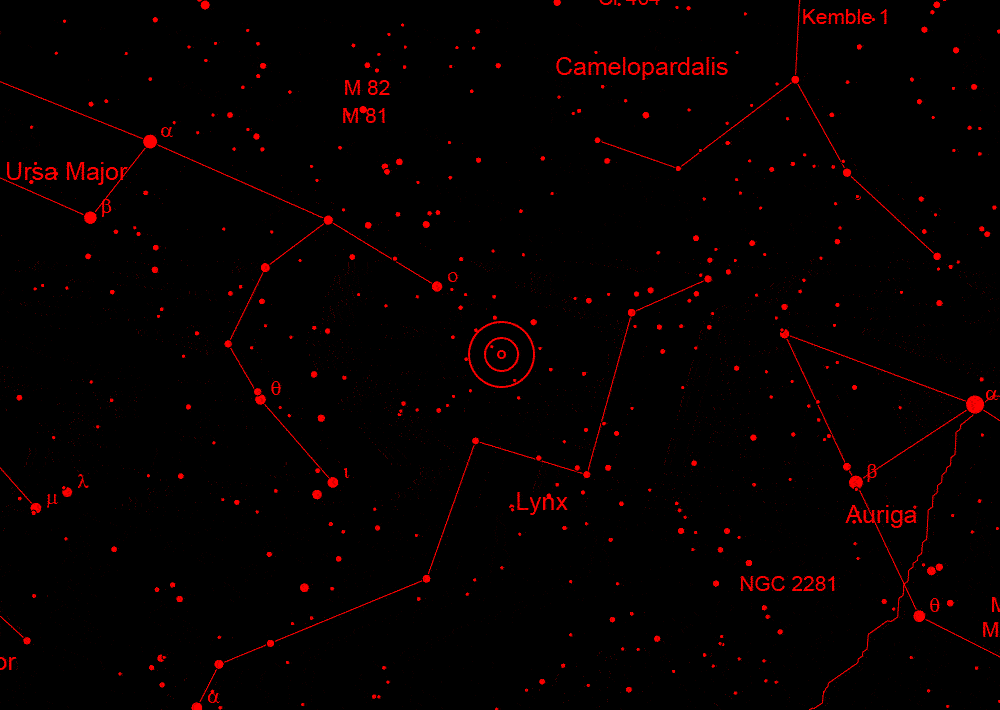 Kemble 1
Camelopardalis
M 82
M 81
α
Ursa Major
β
ο
θ
α
ι
λ
μ
β
Lynx
Auriga
NGC 2281
θ
α